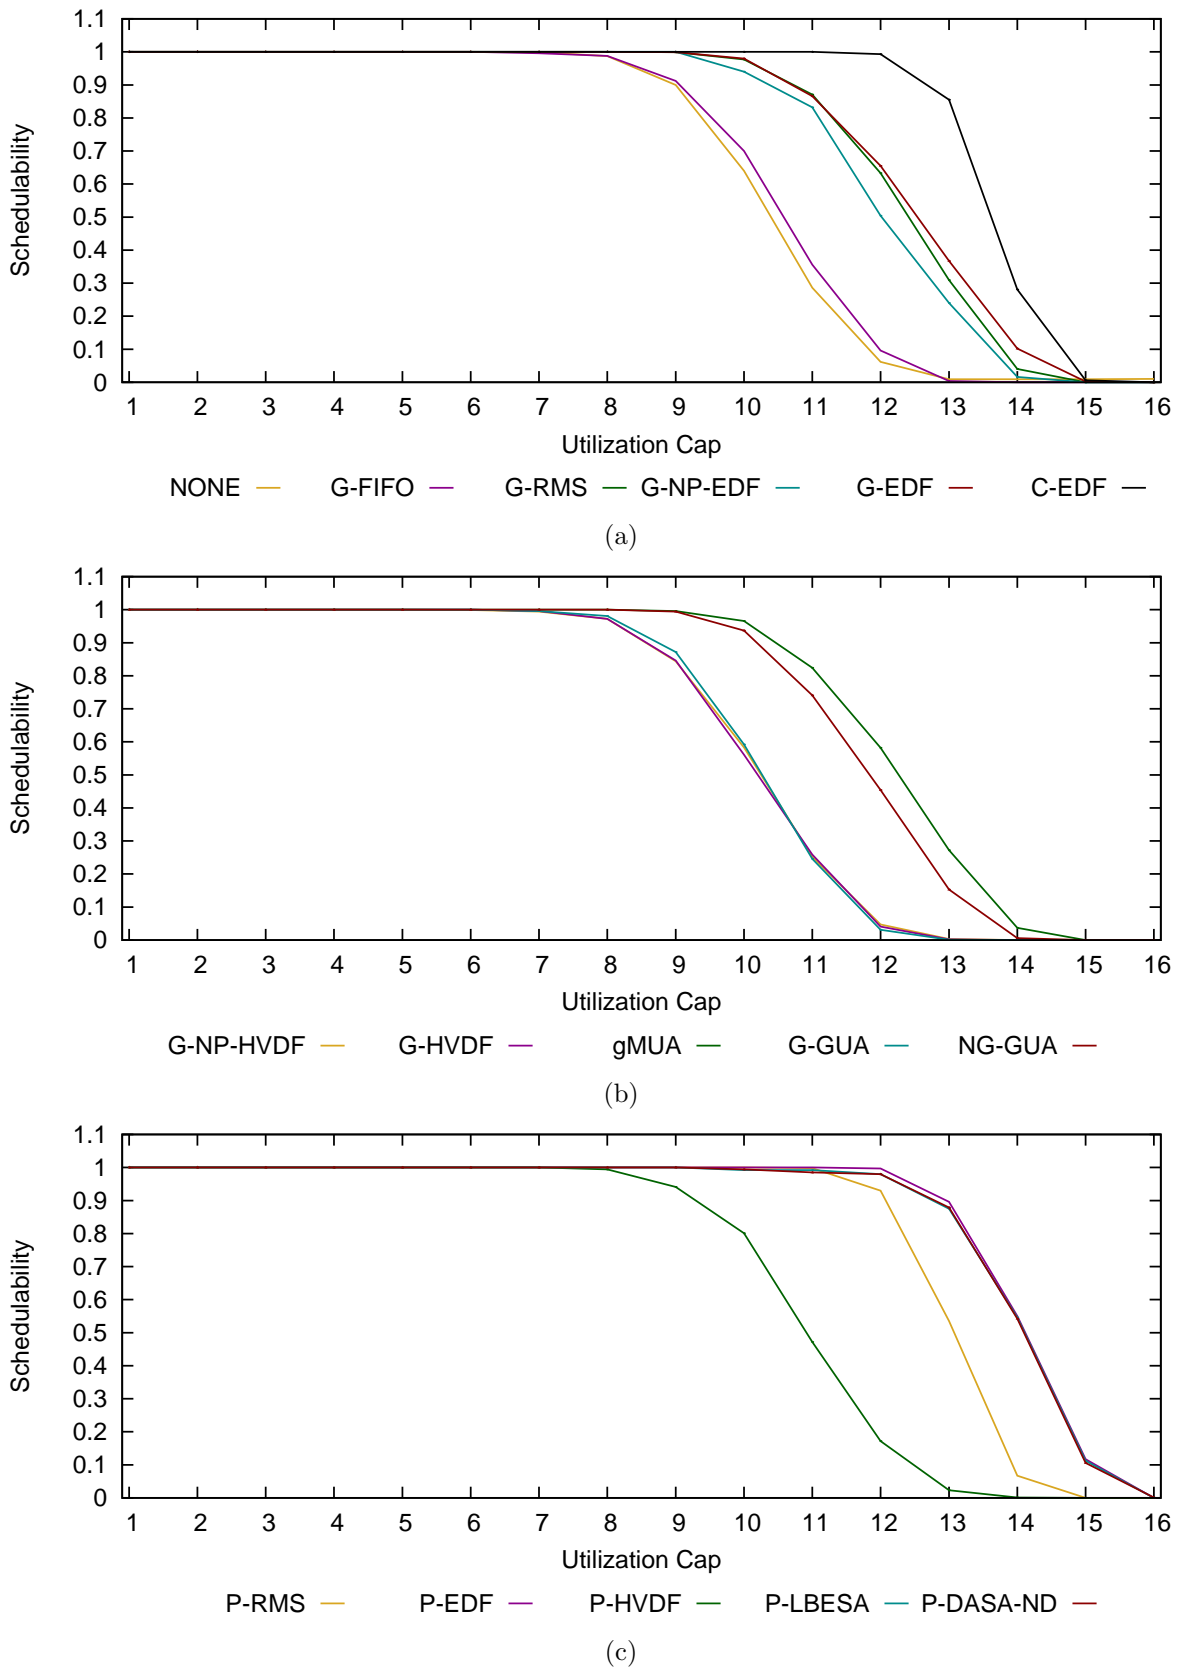 1.1
1
0.9
0.8
0.7
0.6
0.5
0.4
0.3
0.2
0.1
0
Schedulability
1 2 3 4 5 6 7 8 9 10 11 12 13 14 15 16
Utilization Cap
NONE G-FIFO G-RMS G-NP-EDF G-EDF C-EDF
(a)
1.1
1
0.9
0.8
0.7
0.6
0.5
0.4
0.3
0.2
0.1
0
Schedulability
1 2 3 4 5 6 7 8 9 10 11 12 13 14 15 16
Utilization Cap
G-NP-HVDF G-HVDF gMUA G-GUA NG-GUA
(b)
1.1
1
0.9
0.8
0.7
0.6
0.5
0.4
0.3
0.2
0.1
0
Schedulability
1 2 3 4 5 6 7 8 9 10 11 12 13 14 15 16
Utilization Cap
P-RMS P-EDF P-HVDF P-LBESA P-DASA-ND
(c)